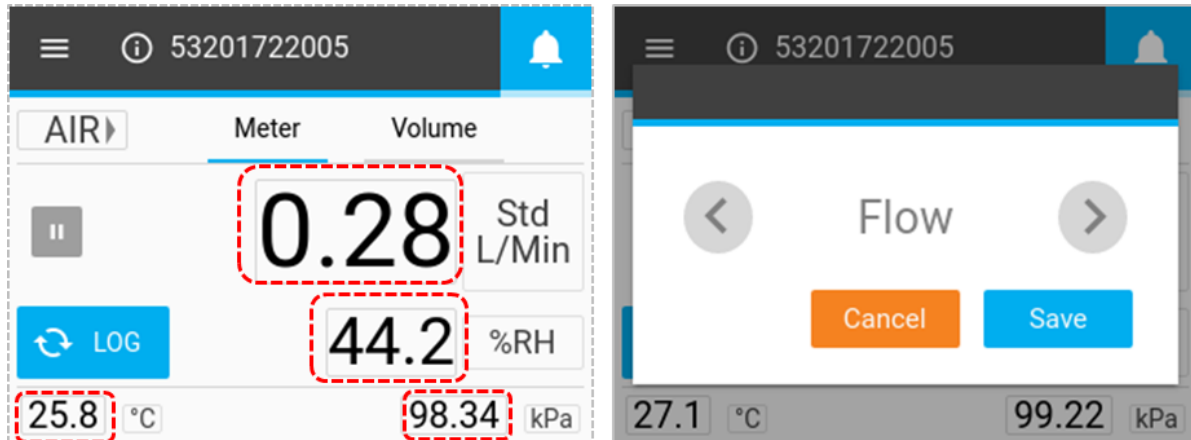 53201722005
AIR Meter Volume
0.28 Std L/Min
44.2 %RH
LOG
25.8 °C 98.34 kPa
53201722005
Flow
Cancel Save
27.1 °C 99.22 kPa